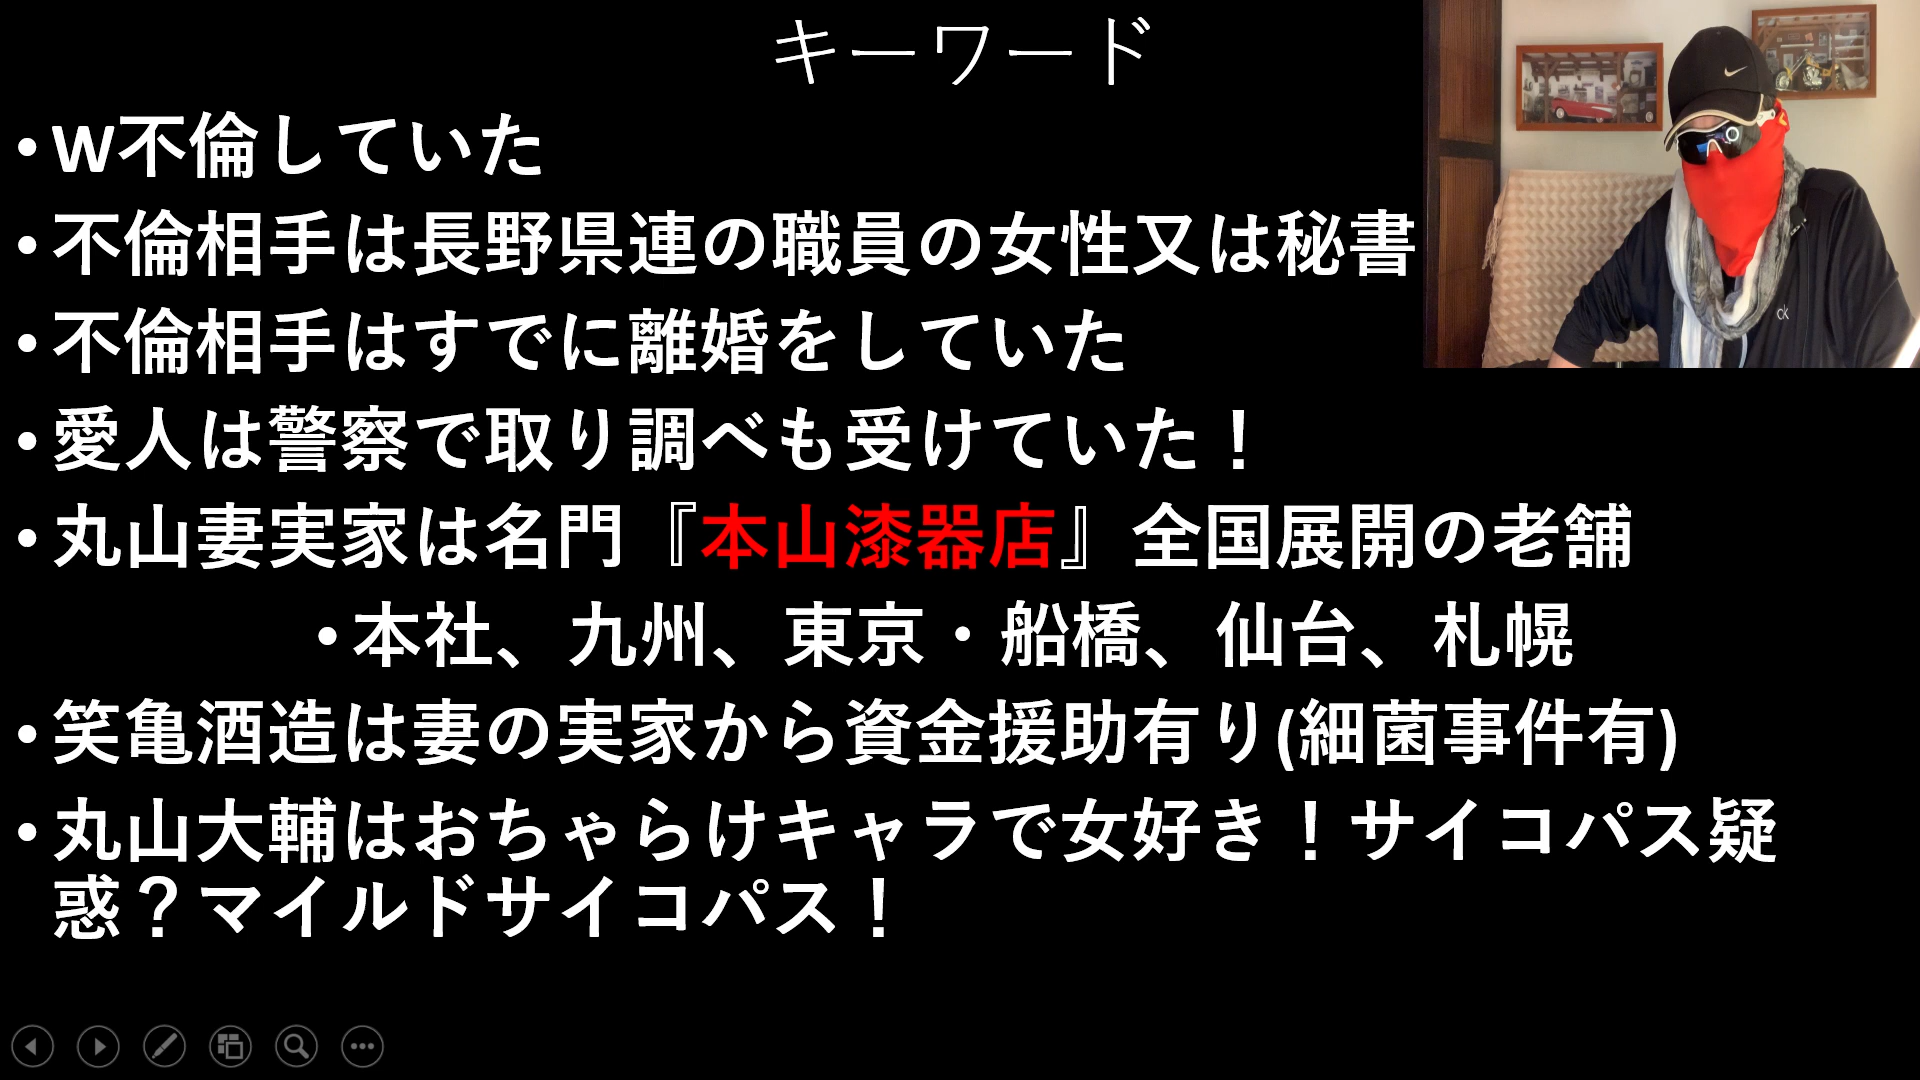 キーワード
• W不倫していた
• 不倫相手は長野県連の職員の女性又は秘書
• 不倫相手はすでに離婚をしていた
• 愛人は警察で取り調べも受けていた！
• 丸山妻実家は名門『本山漆器店』全国展開の老舗
• 本社、九州、東京・船橋、仙台、札幌
• 笑亀酒造は妻の実家から資金援助有り(細菌事件有)
• 丸山大輔はおちゃらけキャラで女好き！サイコパス疑
惑？マイルドサイコパス！
ck